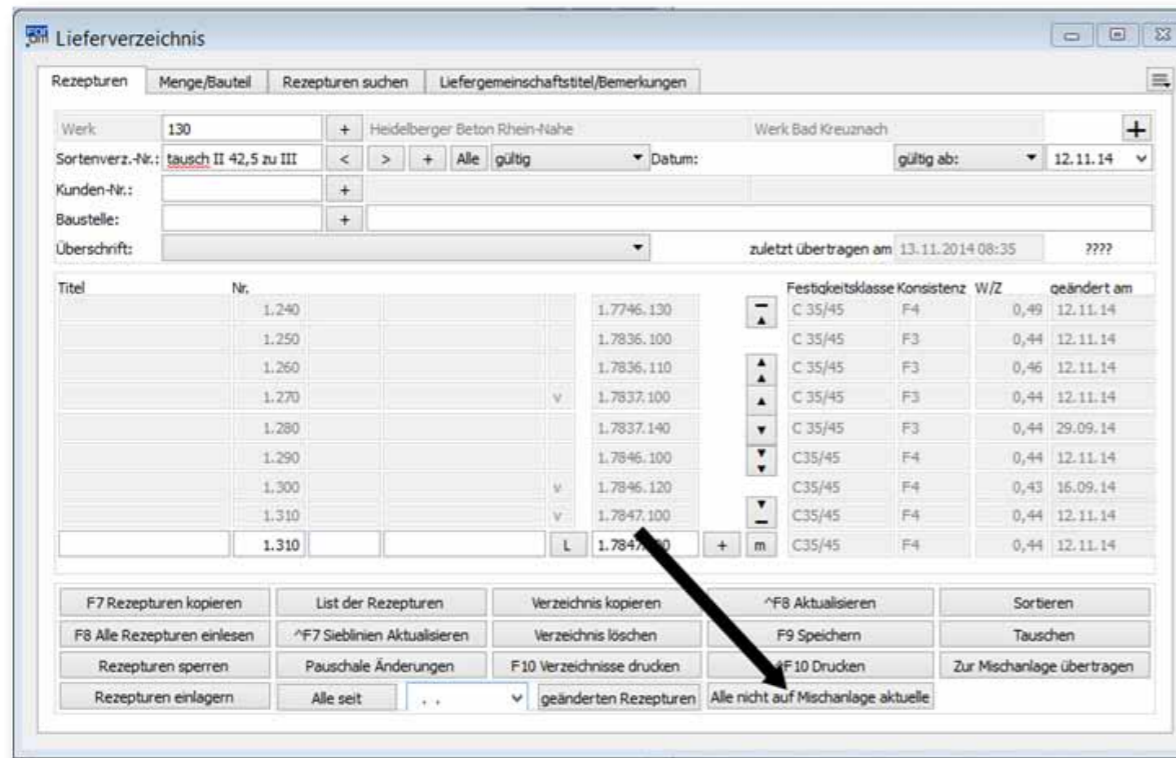 Lieferverzeichnis
Rezepturen Menge/Bauteil Rezepturen suchen Liefergemeinschaftstitel/Bemerkungen
Werk 130 + Heidelberger Beton Rhein-Nahe Werk Bad Kreuznach +
Sortenverz.-Nr.: tausch II 42,5 zu III < > + Alle gültig Datum: gültig ab: 12.11.14
Kunden-Nr.: +
Baustelle: +
Überschrift: zuletzt übertragen am 13.11.2014 08:35 ????
Titel Nr. Festigkeitsklasse Konsistenz W/Z geändert am
1.240 1.7746.130 C 35/45 F4 0,49 12.11.14
1.250 1.7836.100 C 35/45 F3 0,44 12.11.14
1.260 1.7836.110 C 35/45 F3 0,46 12.11.14
1.270 v 1.7837.100 C 35/45 F3 0,44 12.11.14
1.280 1.7837.140 C 35/45 F3 0,44 29.09.14
1.290 1.7846.100 C35/45 F4 0,44 12.11.14
1.300 v 1.7846.120 C35/45 F4 0,43 16.09.14
1.310 v 1.7847.100 C35/45 F4 0,44 12.11.14
1.310 L + m C35/45 F4 0,44 12.11.14
F7 Rezepturen kopieren List der Rezepturen Verzeichnis kopieren ^F8 Aktualisieren Sortieren
F8 Alle Rezepturen einlesen ^F7 Sieblinien Aktualisieren Verzeichnis löschen F9 Speichern Tauschen
Rezepturen sperren Pauschale Änderungen F10 Verzeichnisse drucken ^F10 Drucken Zur Mischanlage übertragen
Rezepturen einlagern Alle seit . . geänderten Rezepturen Alle nicht auf Mischanlage aktuelle